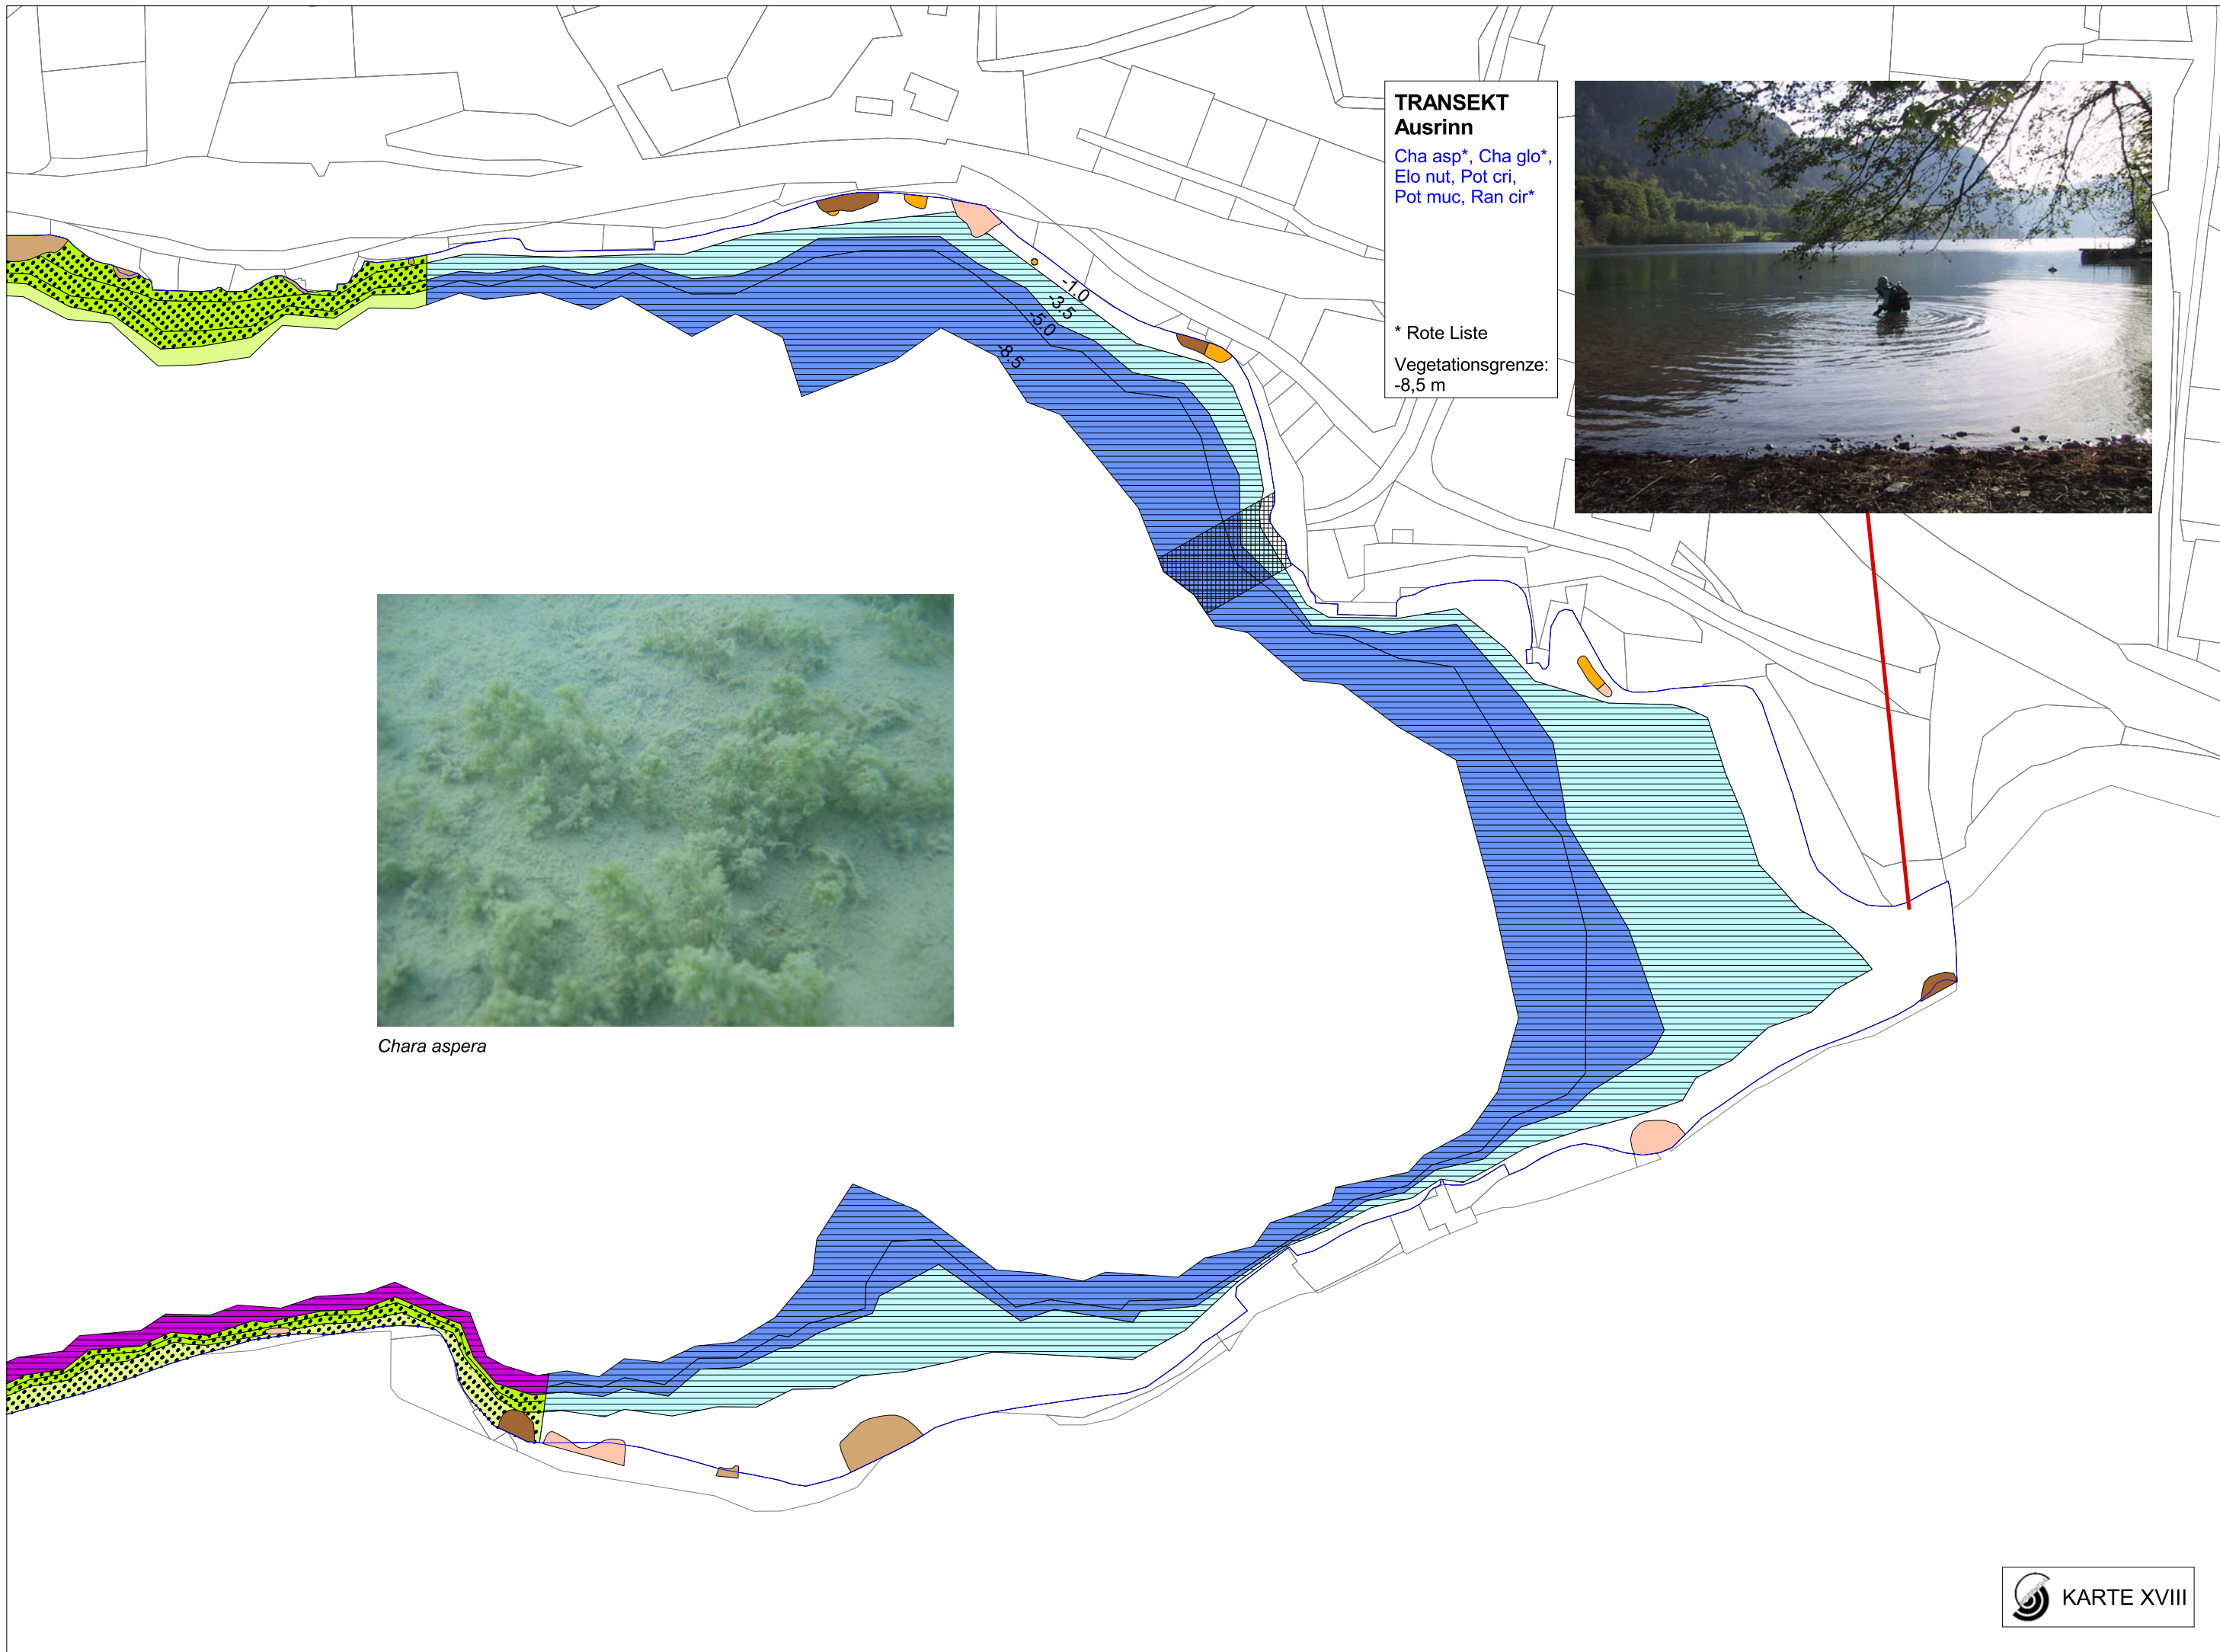 TRANSEKT
Ausrinn
Cha asp*, Cha glo*,
Elo nut, Pot cri,
Pot muc, Ran cir*
* Rote Liste
Vegetationsgrenze:
-8,5 m
-1.0
-3.5
-5.0
-8.5
Chara aspera
KARTE XVIII